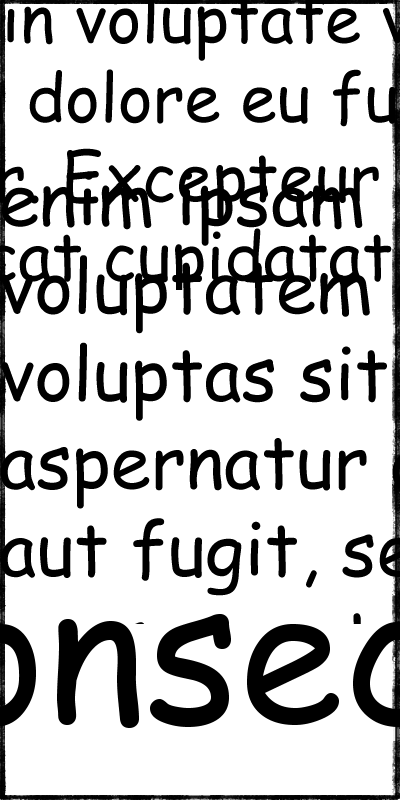 in voluptate
dolore eu fu
r. Excepteur
enim ipsam
cat cupidatat
voluptatem
voluptas sit
aspernatur
aut fugit, se
onsec